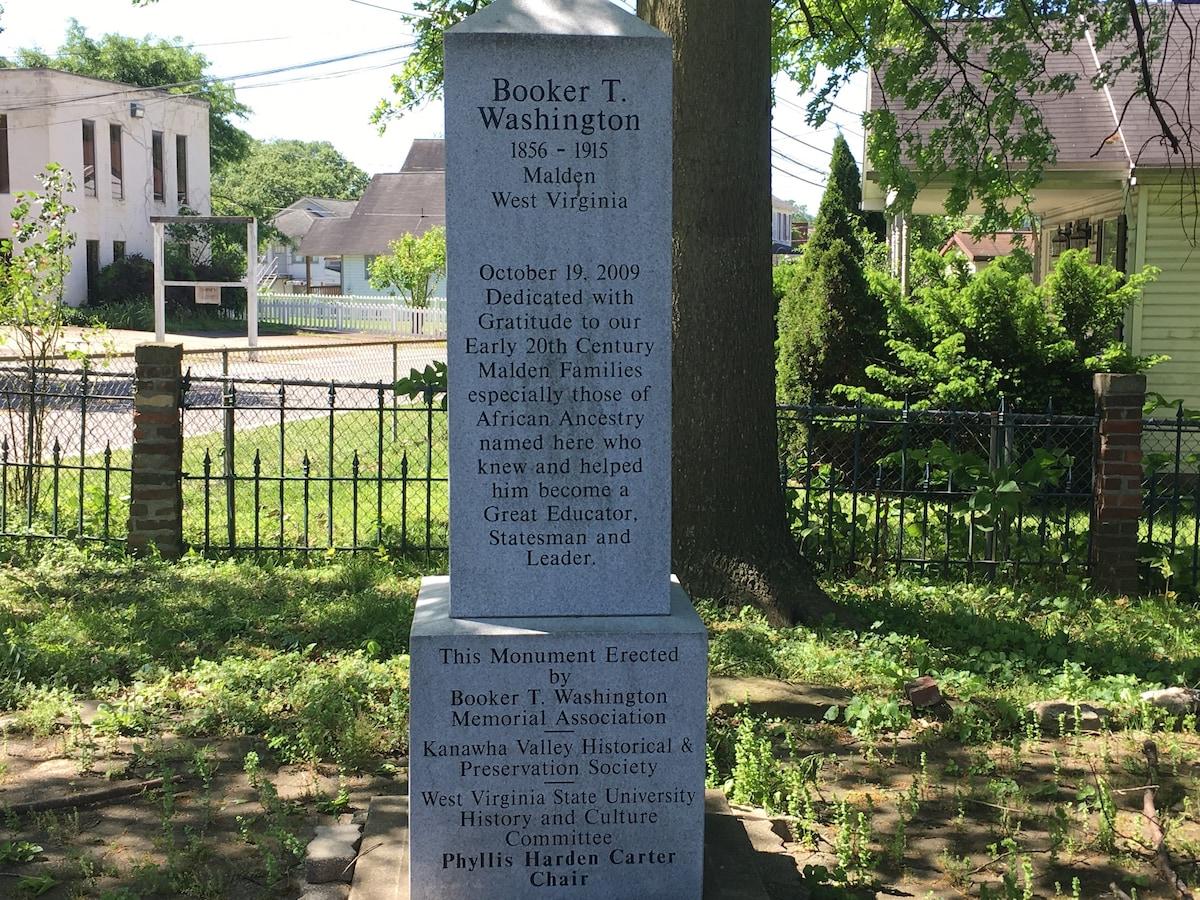 Booker T.
Washington
1856 - 1915
Malden
West Virginia
October 19, 2009
Dedicated with
Gratitude to our
Early 20th Century
Malden Families
especially those of
African Ancestry
named here who
knew and helped
him become a
Great Educator,
Statesman and
Leader.
This Monument Erected
by
Booker T. Washington
Memorial Association
Kanawha Valley Historical &
Preservation Society
West Virginia State University
History and Culture
Committee
Phyllis Harden Carter
Chair